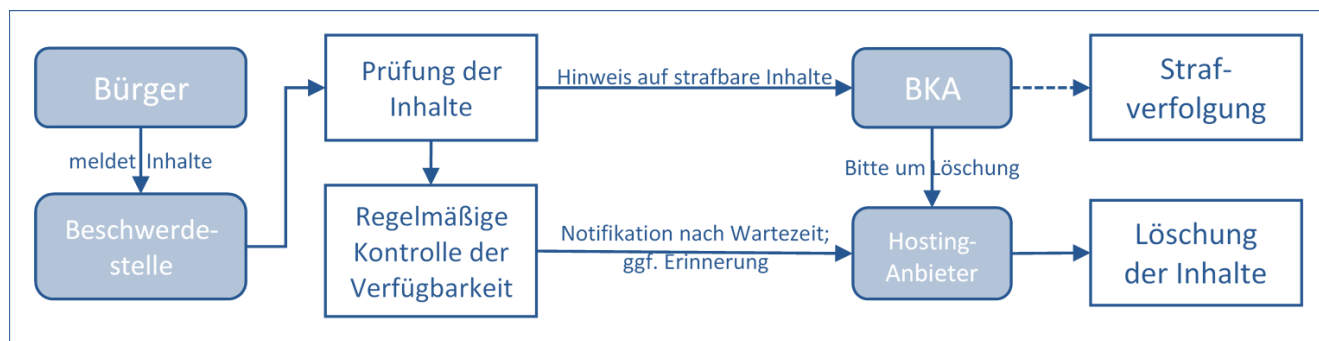 Bürger
meldet Inhalte
Beschwerde-
stelle
Prüfung der
Inhalte
Regelmäßige
Kontrolle der
Verfügbarkeit
Hinweis auf strafbare Inhalte
Notifikation nach Wartezeit;
ggf. Erinnerung
BKA
Bitte um Löschung
Hosting-
Anbieter
Straf-
verfolgung
Löschung
der Inhalte